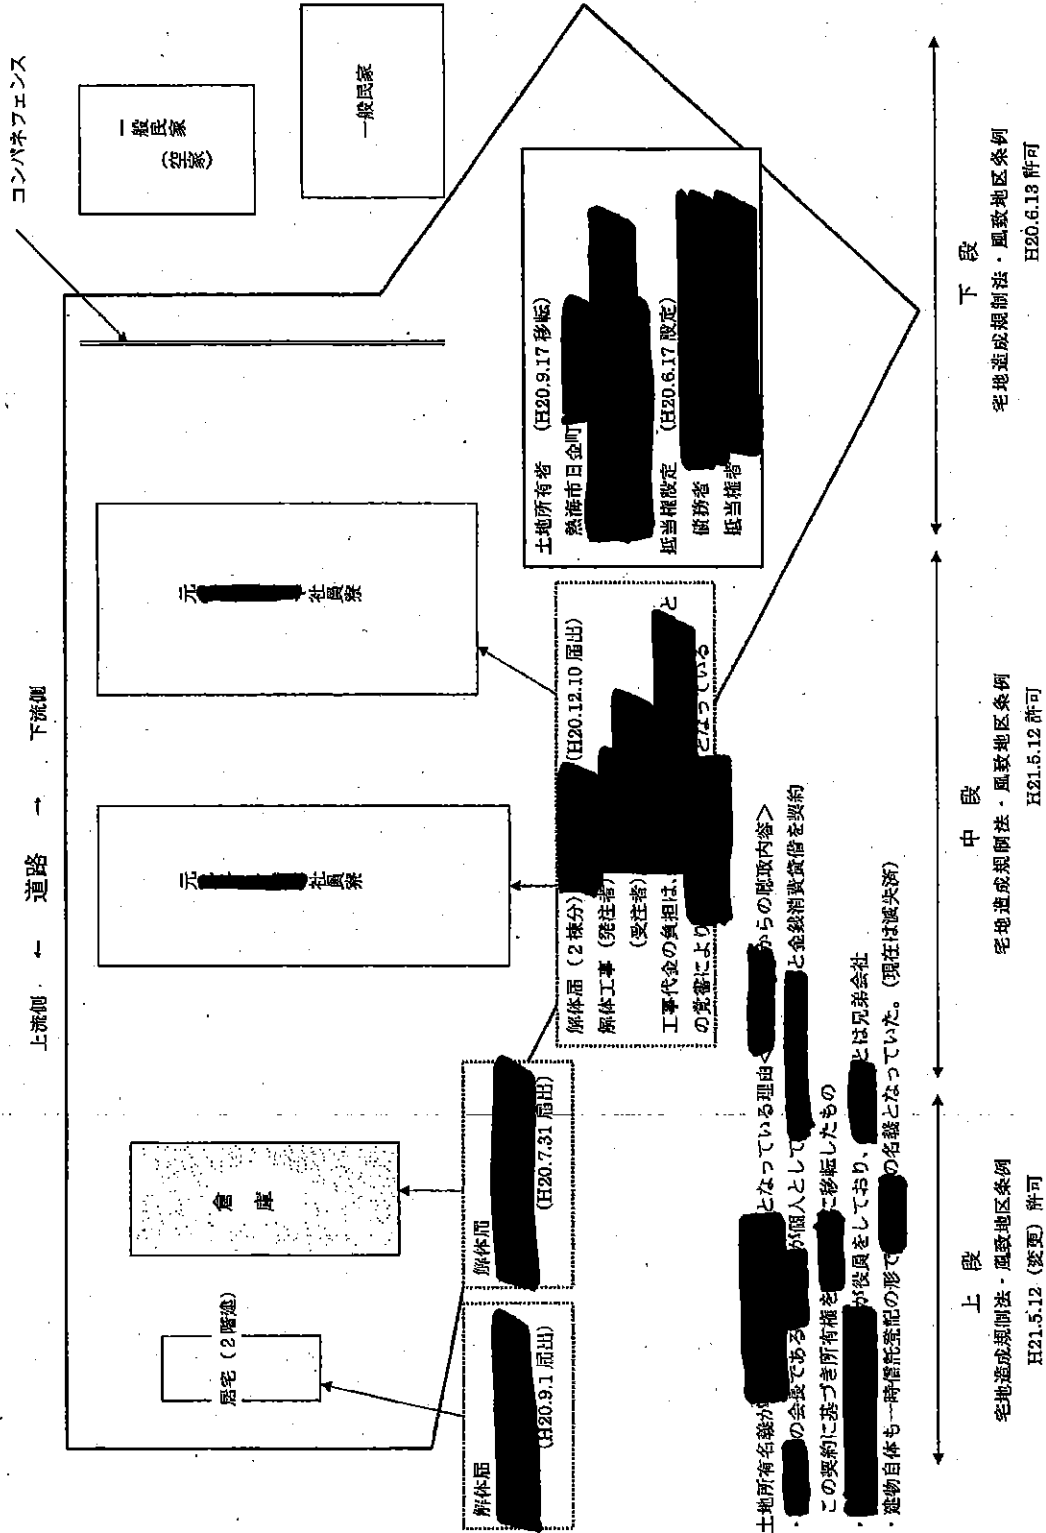 上流側 ← 道路 → 下流側
コンパネフェンス
居宅（2階建）
倉庫
元
社員寮
元
社員寮
一般民家
（空家）
一般民家
解体届
（H20.9.1 届出）
解体届
（H20.7.31 届出）
解体届（2棟分）
（H20.12.10 届出）
解体工事（発注者）
（受注者）
工事代金の負担は、
と
の覚書により
となっている
土地所有者 （H20.9.17 移転）
熱海市日金町
抵当権設定 （H20.6.17 設定）
債務者
抵当権者
土地所有名義が
となっている理由＜
からの聴取内容＞
・
の会長である
が個人として
と金銭消費貸借を契約
この契約に基づき所有権を
に移転したもの
・
が役員をしており、
とは兄弟会社
・建物自体も一時信託登記の形で
の名義となっていた。（現在は滅失済）
上 段
宅地造成規制法・風致地区条例
H21.5.12（変更）許可
中 段
宅地造成規制法・風致地区条例
H21.5.12 許可
下 段
宅地造成規制法・風致地区条例
H20.6.13 許可